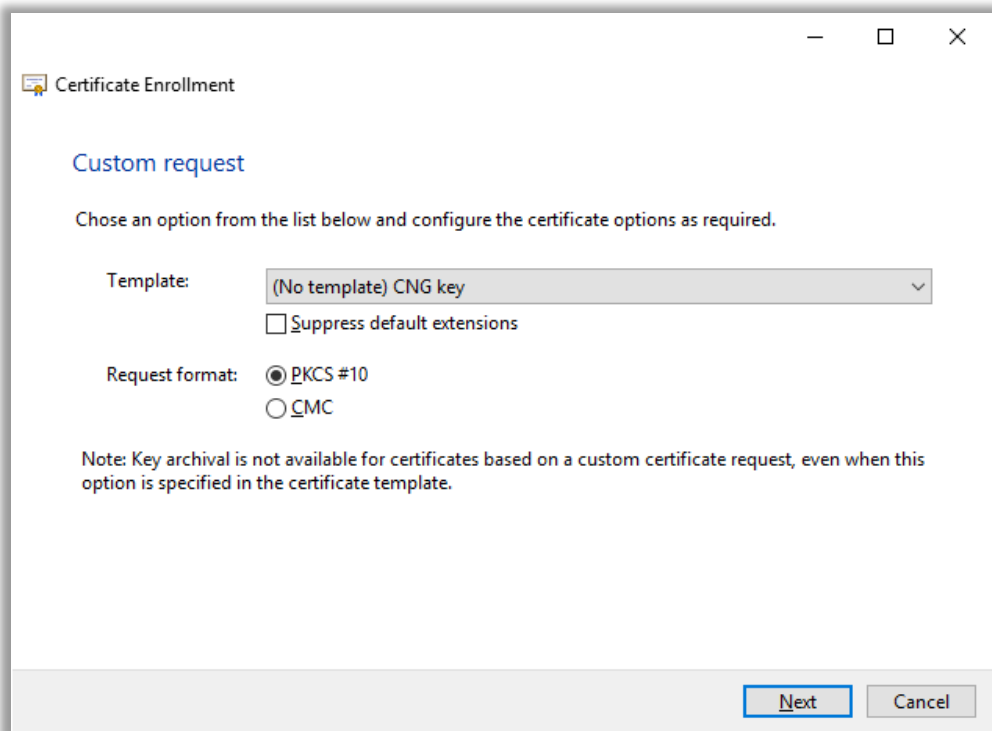 Certificate Enrollment
Custom request
Chose an option from the list below and configure the certificate options as required.
Template:
(No template) CNG key
Suppress default extensions
Request format:
PKCS #10
CMC
Note: Key archival is not available for certificates based on a custom certificate request, even when this
option is specified in the certificate template.
Next
Cancel